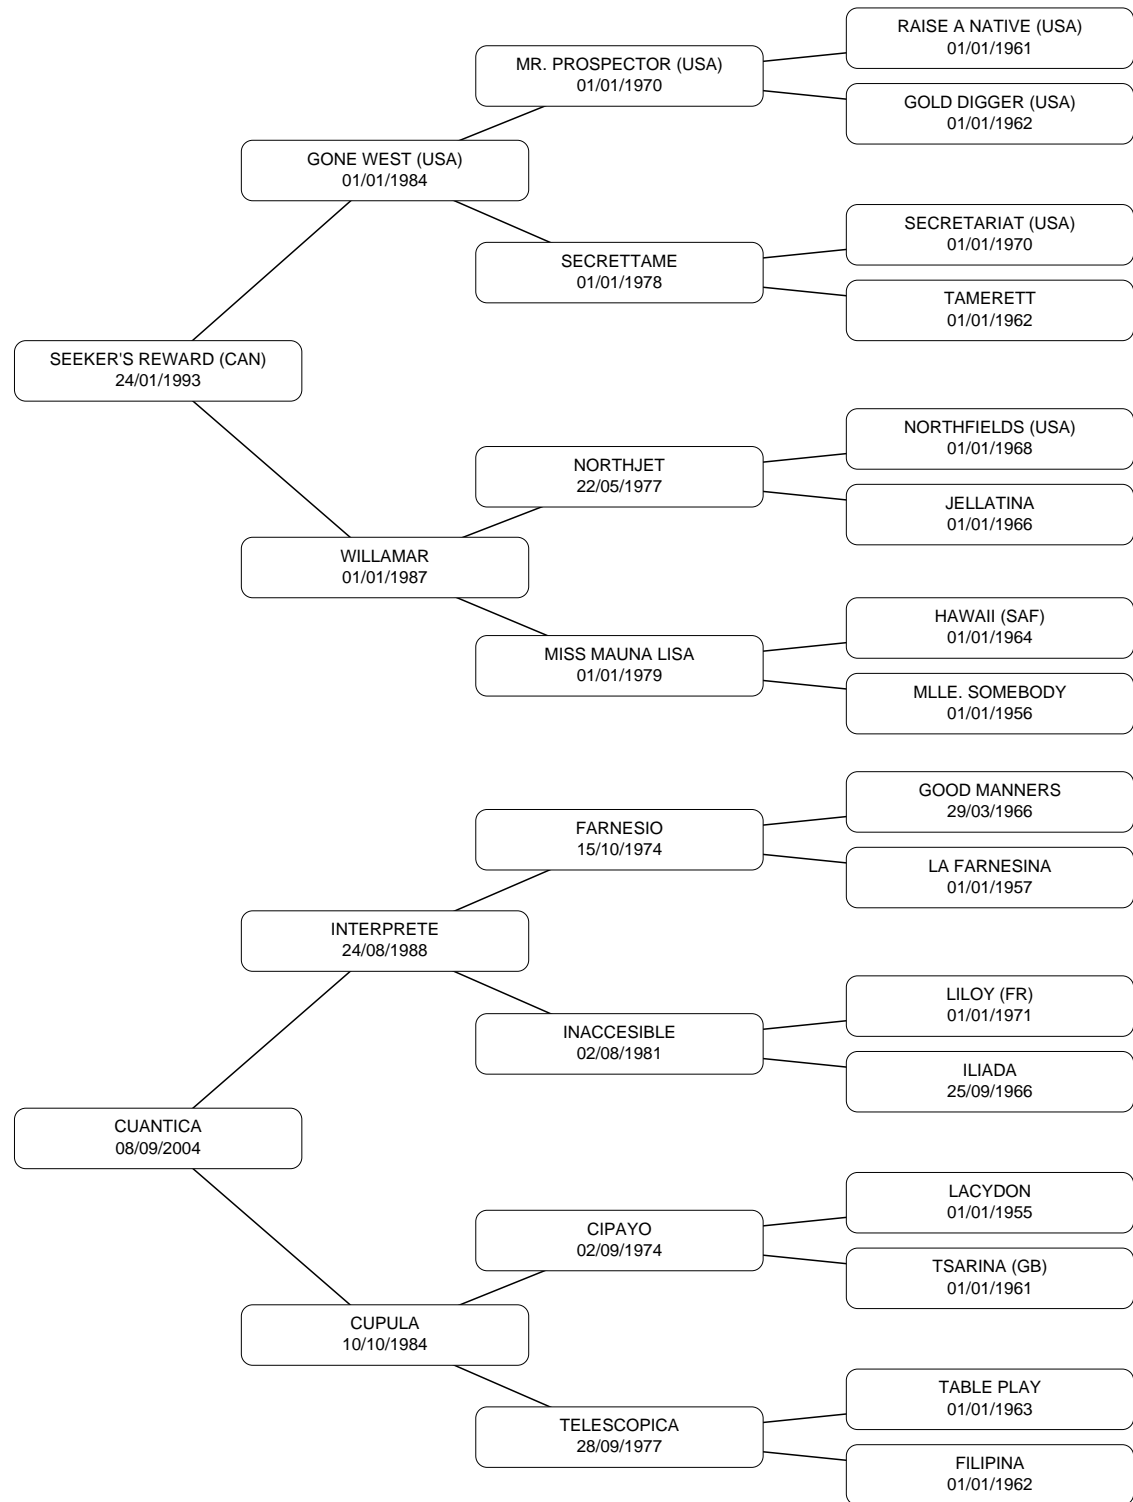 RAISE A NATIVE (USA)
01/01/1961
MR. PROSPECTOR (USA)
01/01/1970
GOLD DIGGER (USA)
01/01/1962
GONE WEST (USA)
01/01/1984
SECRETARIAT (USA)
01/01/1970
SECRETTAME
01/01/1978
TAMERETT
01/01/1962
SEEKER'S REWARD (CAN)
24/01/1993
NORTHFIELDS (USA)
01/01/1968
NORTHJET
22/05/1977
JELLATINA
01/01/1966
WILLAMAR
01/01/1987
HAWAII (SAF)
01/01/1964
MISS MAUNA LISA
01/01/1979
MLLE. SOMEBODY
01/01/1956
GOOD MANNERS
29/03/1966
FARNESIO
15/10/1974
LA FARNESINA
01/01/1957
INTERPRETE
24/08/1988
LILOY (FR)
01/01/1971
INACCESIBLE
02/08/1981
ILIADA
25/09/1966
CUANTICA
08/09/2004
LACYDON
01/01/1955
CIPAYO
02/09/1974
TSARINA (GB)
01/01/1961
CUPULA
10/10/1984
TABLE PLAY
01/01/1963
TELESCOPICA
28/09/1977
FILIPINA
01/01/1962